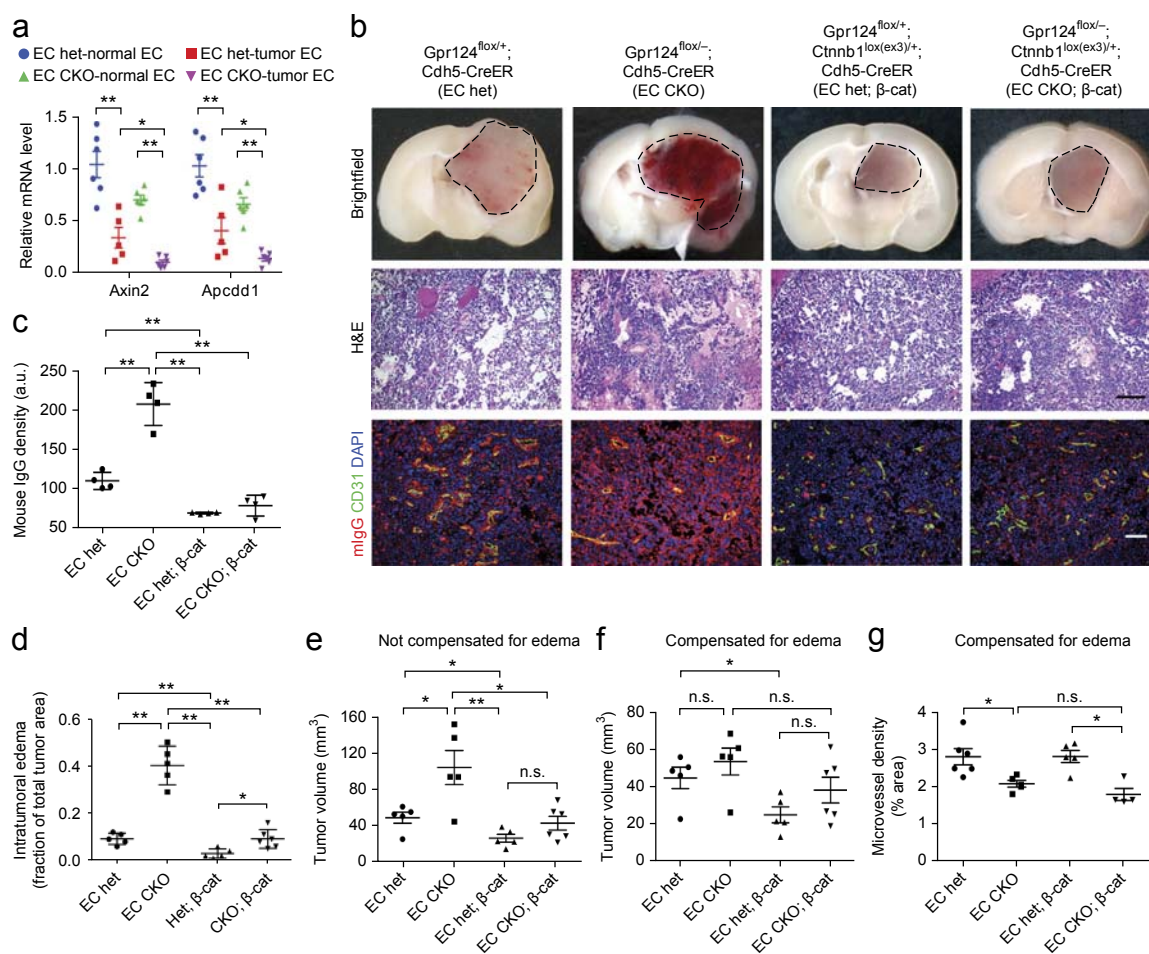 a
EC het-normal EC
EC het-tumor EC
EC CKO-normal EC
EC CKO-tumor EC
** ** * ** ** * **
Relative mRNA level
1.5
1.0
0.5
0.0
Axin2 Apcdd1
b
Gpr124flox/+;
Cdh5-CreER
(EC het)
Gpr124flox/–;
Cdh5-CreER
(EC CKO)
Gpr124flox/+;
Ctnnb1lox(ex3)/+;
Cdh5-CreER
(EC het; β-cat)
Gpr124flox/–;
Ctnnb1lox(ex3)/+;
Cdh5-CreER
(EC CKO; β-cat)
Brightfield
H&E
mIgG CD31 DAPI
c
**
**
** **
Mouse IgG density (a.u.)
250
200
150
100
50
EC het
EC CKO
EC het; β-cat
EC CKO; β-cat
d
**
**
** **
*
Intratumoral edema
(fraction of total tumor area)
0.6
0.4
0.2
0.0
EC het
EC CKO
Het; β-cat
CKO; β-cat
e
Not compensated for edema
*
*
* **
n.s.
Tumor volume (mm3)
160
120
80
40
0
EC het
EC CKO
EC het; β-cat
EC CKO; β-cat
f
Compensated for edema
*
n.s. n.s.
n.s.
Tumor volume (mm3)
80
60
40
20
0
EC het
EC CKO
EC het; β-cat
EC CKO; β-cat
g
Compensated for edema
n.s.
* *
Microvessel density
(% area)
4
3
2
1
0
EC het
EC CKO
EC het; β-cat
EC CKO; β-cat